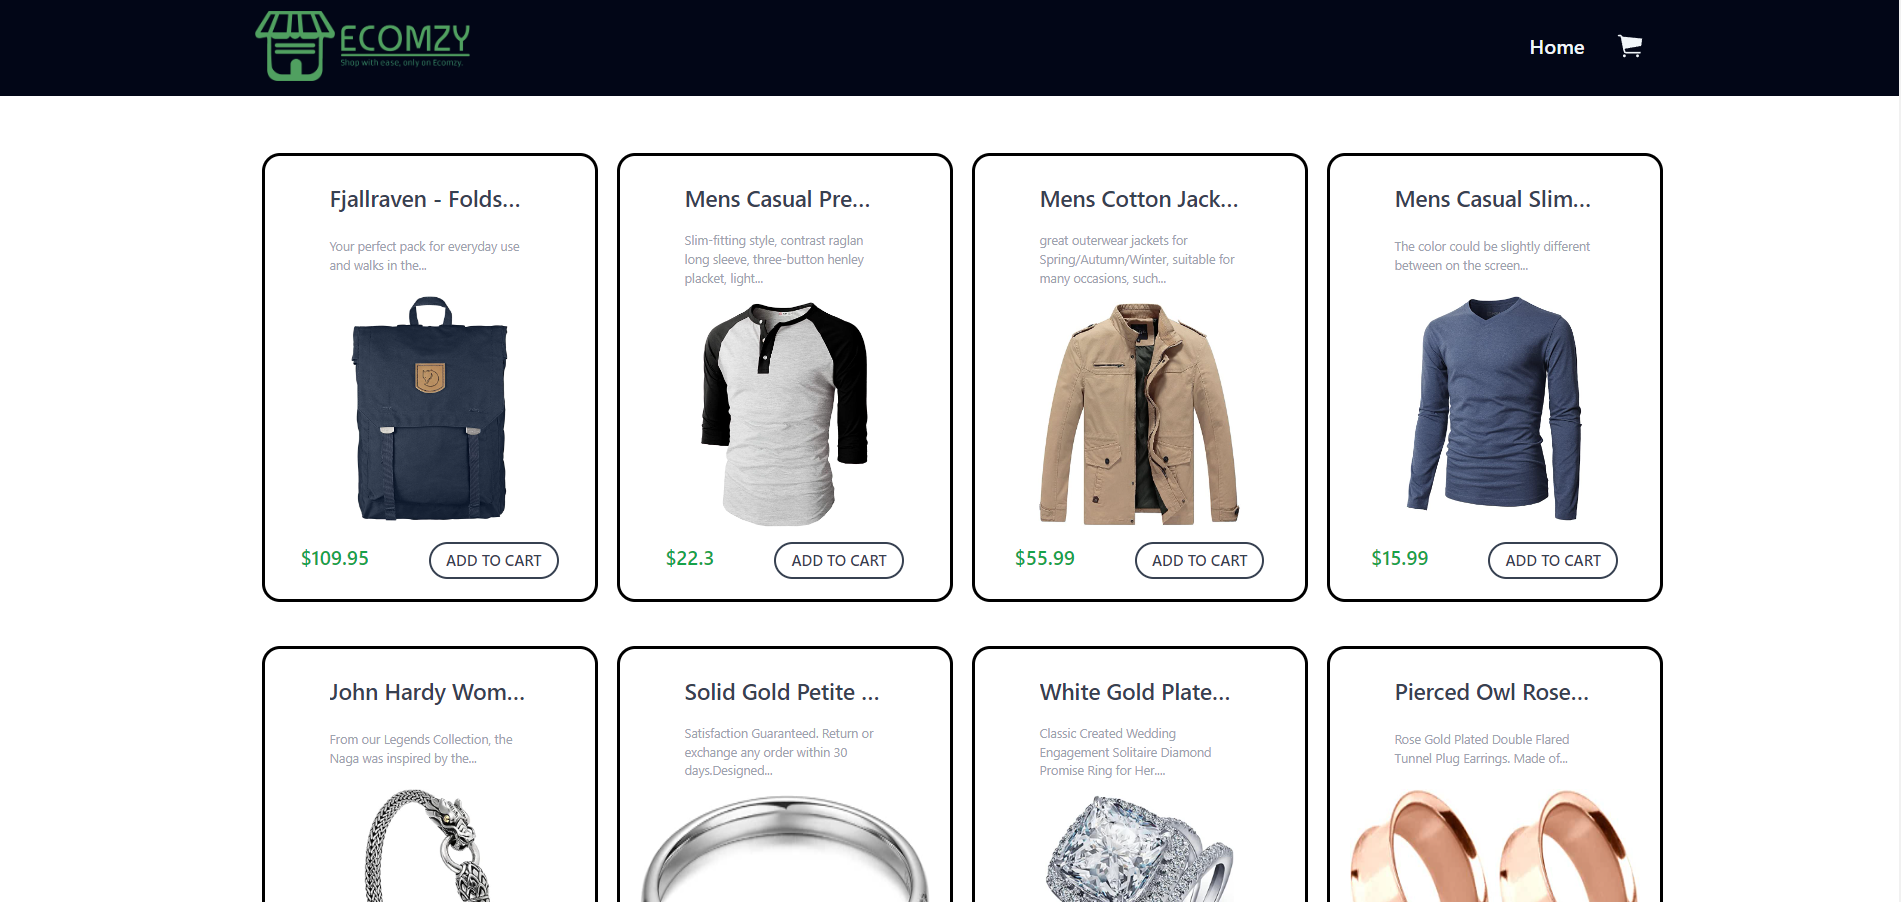 ECOMZY
Shop with ease, only on Ecomzy.
Home
Fjallraven - Folds...
Your perfect pack for everyday use
and walks in the...
$109.95
ADD TO CART
Mens Casual Pre...
Slim-fitting style, contrast raglan
long sleeve, three-button henley
placket, light...
$22.3
ADD TO CART
Mens Cotton Jack...
great outerwear jackets for
Spring/Autumn/Winter, suitable for
many occasions, such...
$55.99
ADD TO CART
Mens Casual Slim...
The color could be slightly different
between on the screen...
$15.99
ADD TO CART
John Hardy Wom...
From our Legends Collection, the
Naga was inspired by the...
Solid Gold Petite ...
Satisfaction Guaranteed. Return or
exchange any order within 30
days.Designed...
White Gold Plate...
Classic Created Wedding
Engagement Solitaire Diamond
Promise Ring for Her....
Pierced Owl Rose...
Rose Gold Plated Double Flared
Tunnel Plug Earrings. Made of...